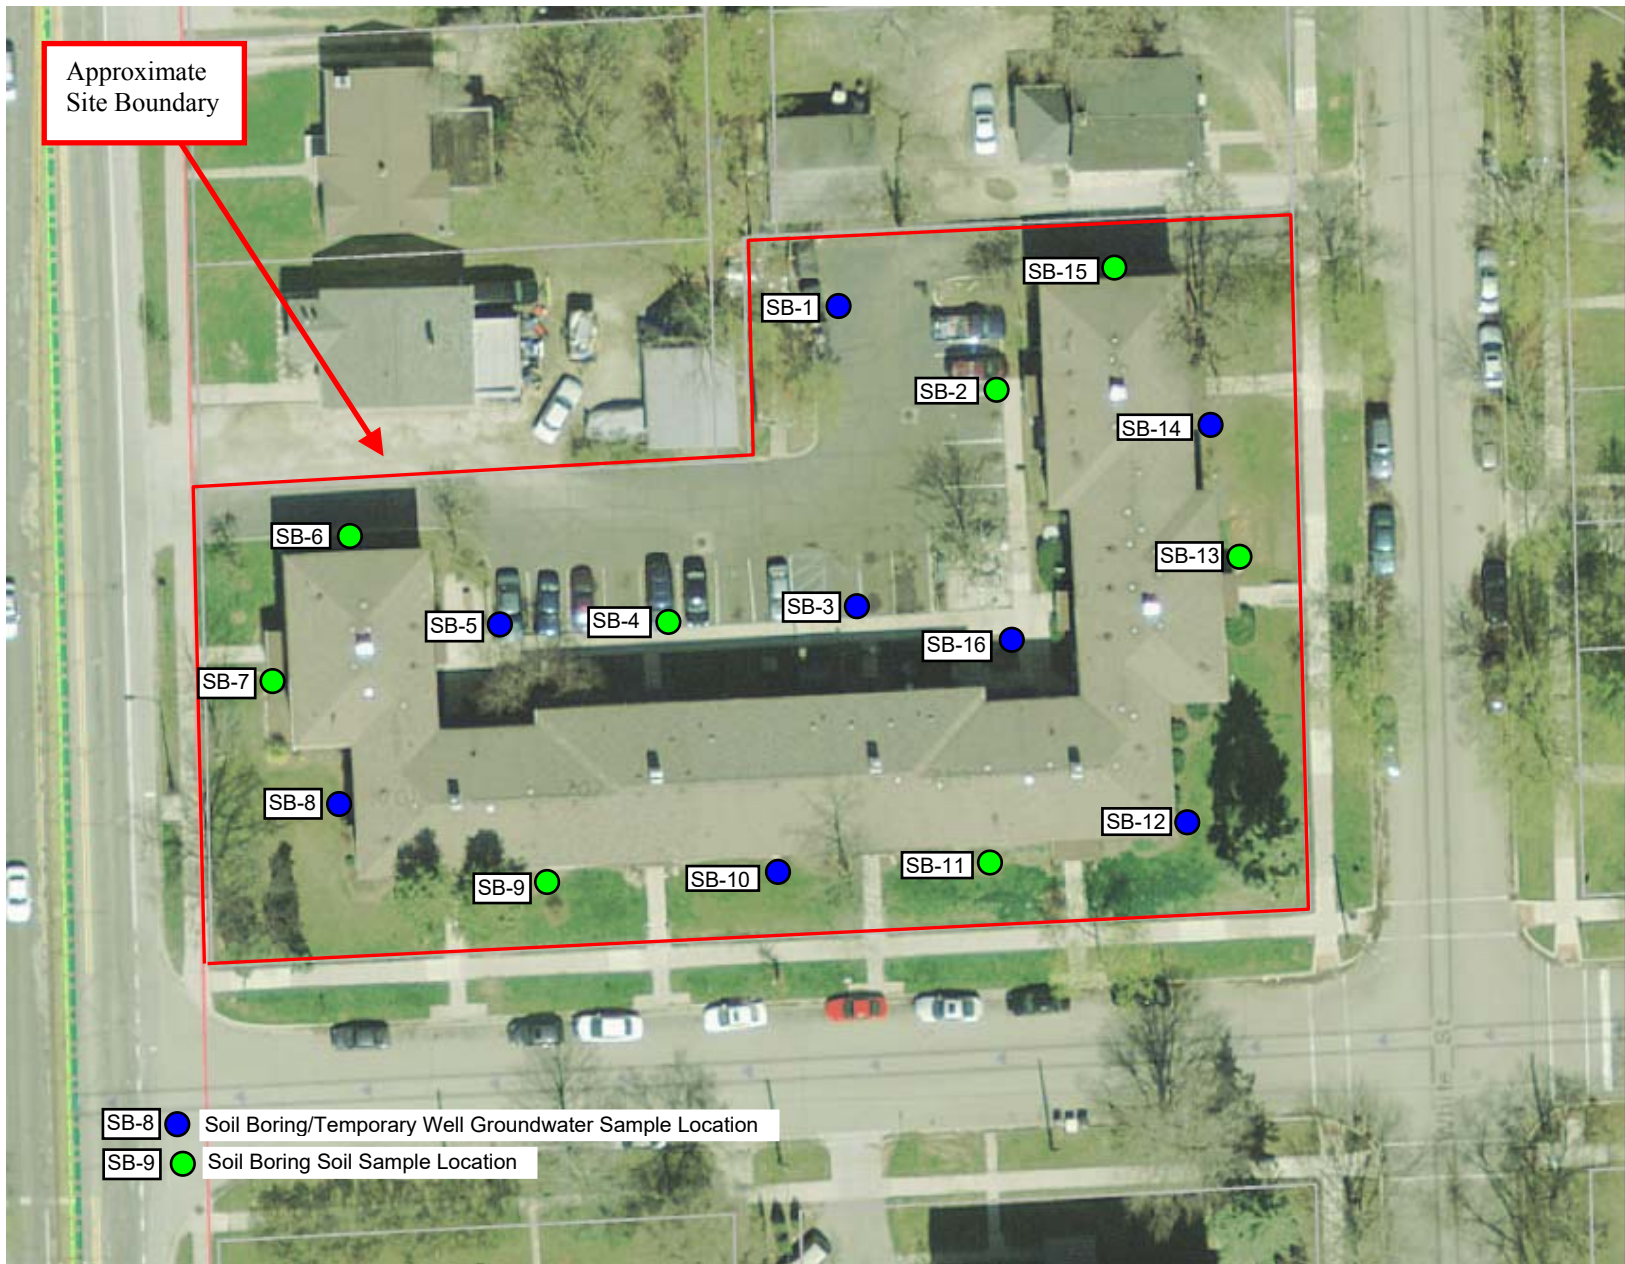 Approximate
Site Boundary
SB-15
SB-1
SB-2
SB-14
SB-6
SB-13
SB-5
SB-4
SB-3
SB-16
SB-7
SB-8
SB-12
SB-11
SB-10
SB-9
SB-8 Soil Boring/Temporary Well Groundwater Sample Location
SB-9 Soil Boring Soil Sample Location